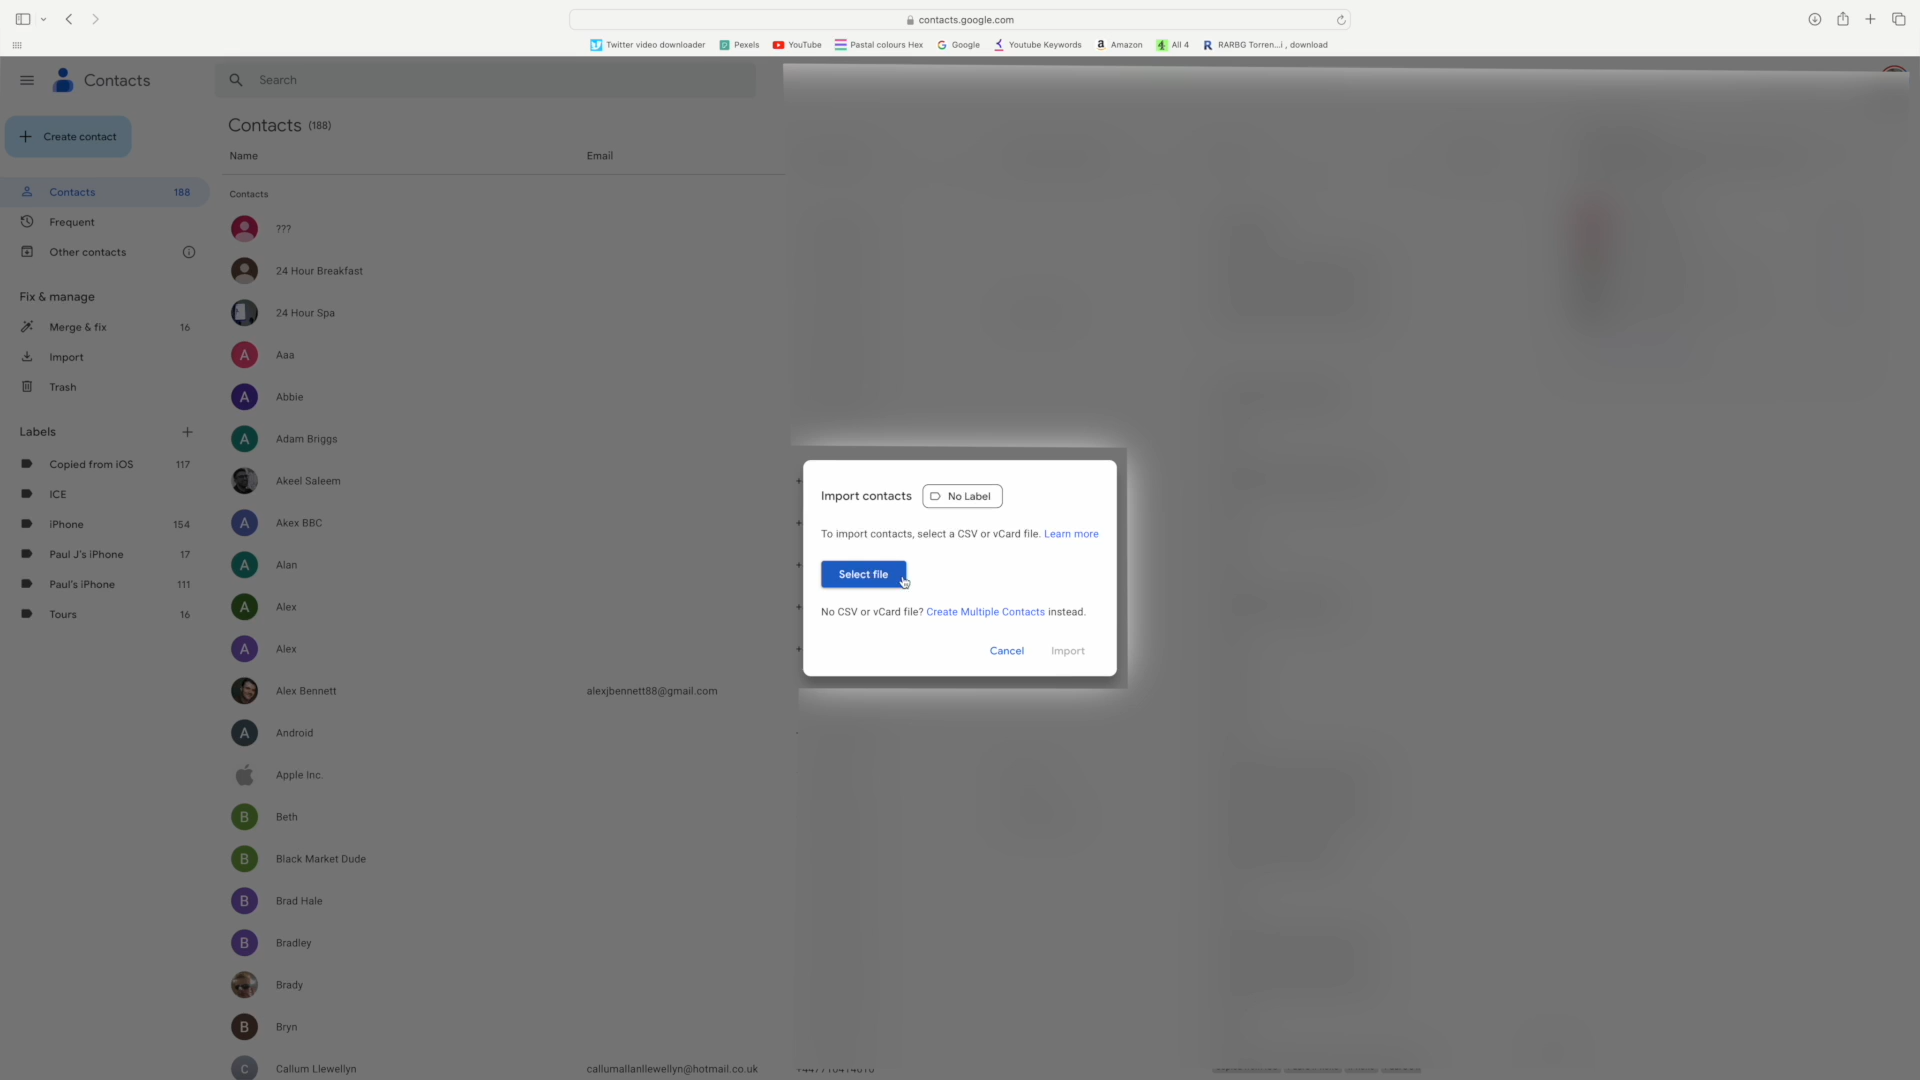 contacts.google.com
Twitter video downloader Pexels YouTube Pastal colours Hex Google Youtube Keywords Amazon All 4 RARBG Torren...i , download
Contacts
Search
Create contact
Contacts 188
Frequent
Other contacts
Fix & manage
Merge & fix 16
Import
Trash
Labels
Copied from iOS 117
ICE
iPhone 154
Paul J's iPhone 17
Paul's iPhone 111
Tours 16
Contacts (188)
Name Email
Contacts
???
24 Hour Breakfast
24 Hour Spa
A Aaa
A Abbie
A Adam Briggs
Akeel Saleem
A Akex BBC
A Alan
A Alex
A Alex
Alex Bennett alexjbennett88@gmail.com
A Android
Apple Inc.
B Beth
B Black Market Dude
B Brad Hale
B Bradley
Brady
B Bryn
C Callum Llewellyn callumallanllewellyn@hotmail.co.uk
Import contacts No Label
To import contacts, select a CSV or vCard file. Learn more
Select file
No CSV or vCard file? Create Multiple Contacts instead.
Cancel Import